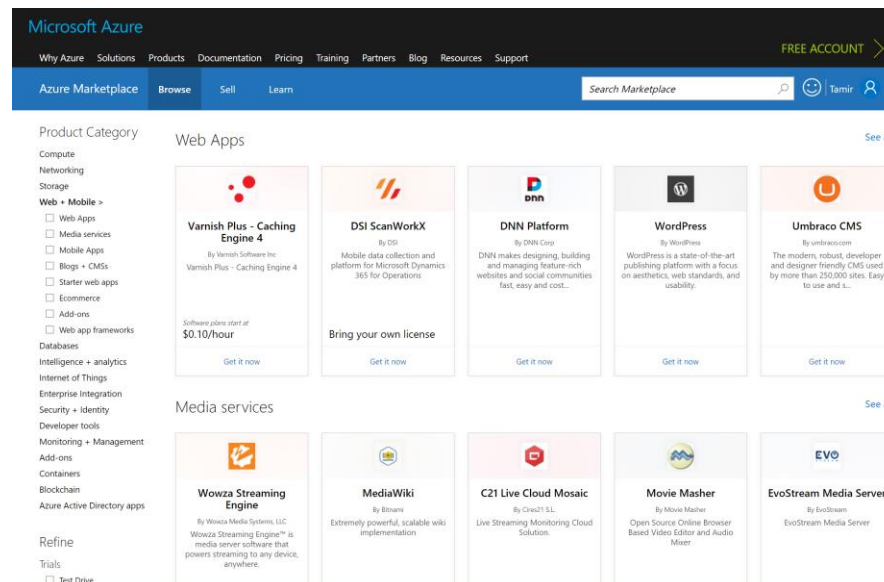 Microsoft Azure
Why Azure Solutions Products Documentation Pricing Training Partners Blog Resources Support
FREE ACCOUNT
Azure Marketplace Browse Sell Learn
Search Marketplace
Tamir
Product Category
Compute
Networking
Storage
Web + Mobile >
Web Apps
Media services
Mobile Apps
Blogs + CMSs
Starter web apps
Ecommerce
Add-ons
Web app frameworks
Databases
Intelligence + analytics
Internet of Things
Enterprise Integration
Security + Identity
Developer tools
Monitoring + Management
Add-ons
Containers
Blockchain
Azure Active Directory apps
Refine
Trials
Test Drive
Web Apps
See
Varnish Plus - Caching
Engine 4
By Varnish Software Inc
Varnish Plus - Caching Engine 4
Software plans start at
$0.10/hour
Get it now
DSI ScanWorkX
By DSI
Mobile data collection and
platform for Microsoft Dynamics
365 for Operations
Bring your own license
Get it now
DNN
DNN Platform
By DNN Corp
DNN makes designing, building
and managing feature-rich
websites and social communities
fast, easy and cost...
Get it now
WordPress
By WordPress
WordPress is a state-of-the-art
publishing platform with a focus
on aesthetics, web standards, and
usability.
Get it now
Umbraco CMS
By umbraco.com
The modern, robust, developer
and designer friendly CMS used
by more than 250,000 sites. Easy
to use and s...
Get it now
Media services
See
Wowza Streaming
Engine
By Wowza Media Systems, LLC
Wowza Streaming Engine™ is
media server software that
powers streaming to any device,
anywhere.
MediaWiki
By Bitnami
Extremely powerful, scalable wiki
implementation
C21 Live Cloud Mosaic
By Cires21 S.L.
Live Streaming Monitoring Cloud
Solution.
Movie Masher
By Movie Masher
Open Source Online Browser
Based Video Editor and Audio
Mixer
EVO
EvoStream Media Server
By EvoStream
EvoStream Media Server